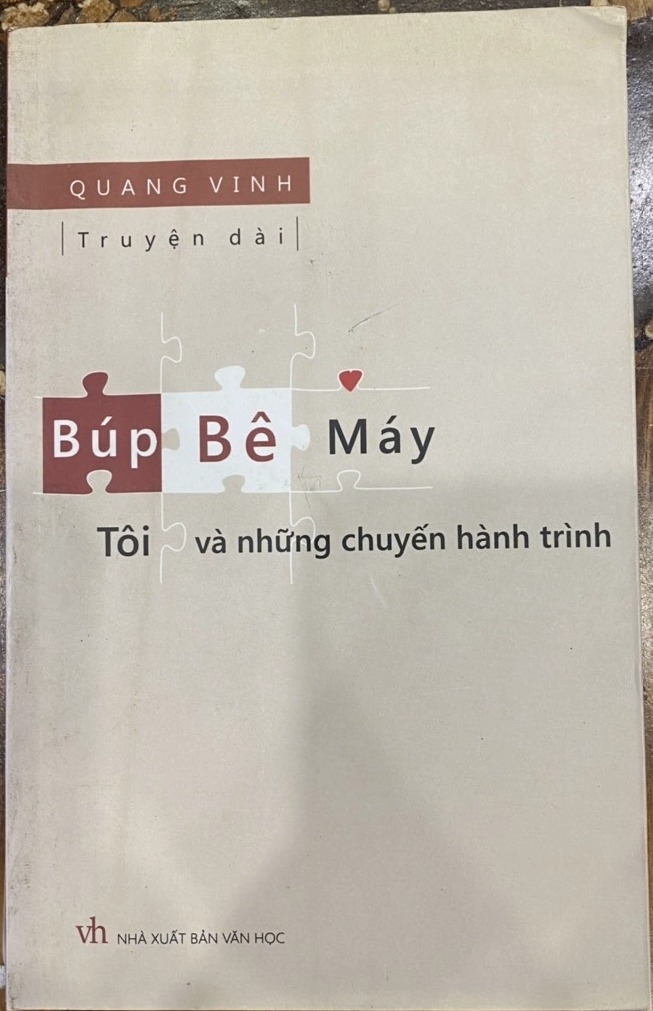 QUANG VINH
Truyện dài
Búp Bê Máy
Tôi và những chuyến hành trình
vh NHÀ XUẤT BẢN VĂN HỌC